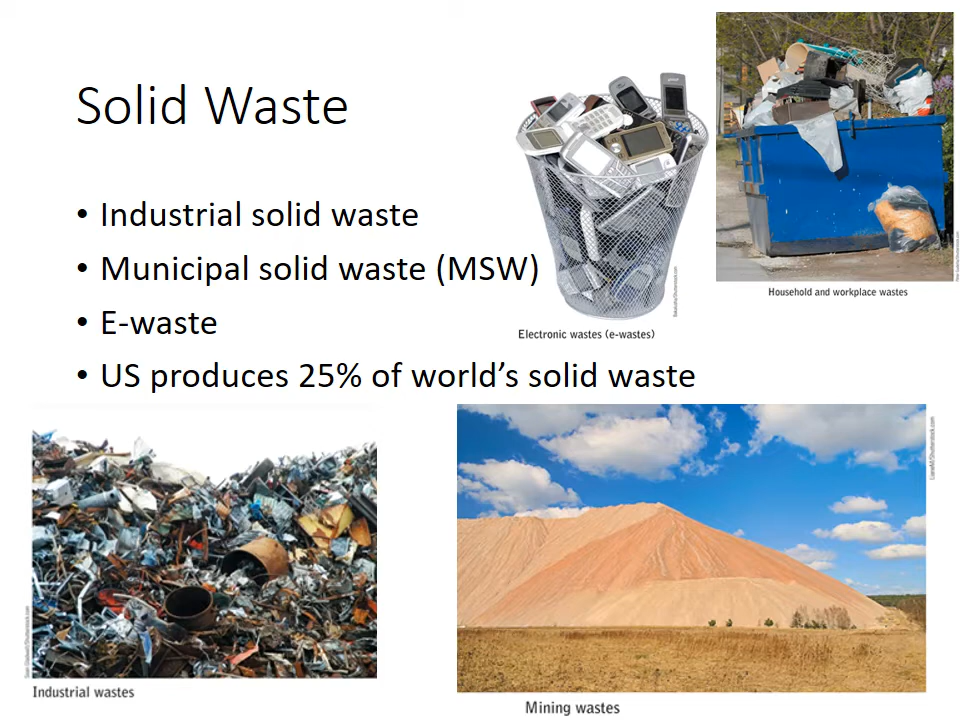 Solid Waste
• Industrial solid waste
• Municipal solid waste (MSW)
• E-waste
• US produces 25% of world’s solid waste
Electronic wastes (e-wastes)
Household and workplace wastes
Industrial wastes
Mining wastes